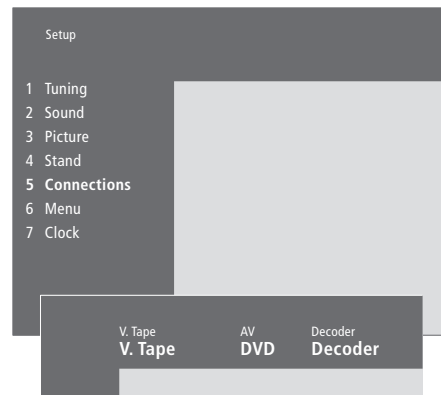 Setup
1 Tuning
2 Sound
3 Picture
4 Stand
5 Connections
6 Menu
7 Clock
V. Tape AV Decoder
V. Tape DVD Decoder